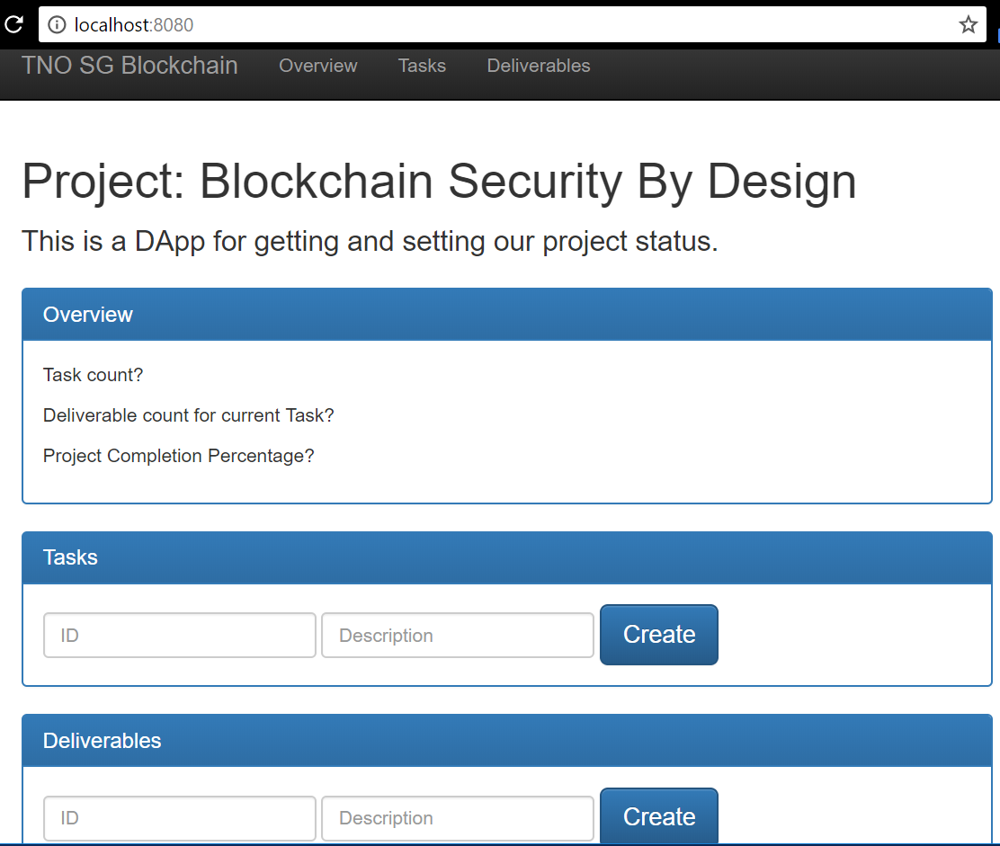 localhost:8080
TNO SG Blockchain Overview Tasks Deliverables
Project: Blockchain Security By Design
This is a DApp for getting and setting our project status.
Overview
Task count?
Deliverable count for current Task?
Project Completion Percentage?
Tasks
ID Description Create
Deliverables
ID Description Create